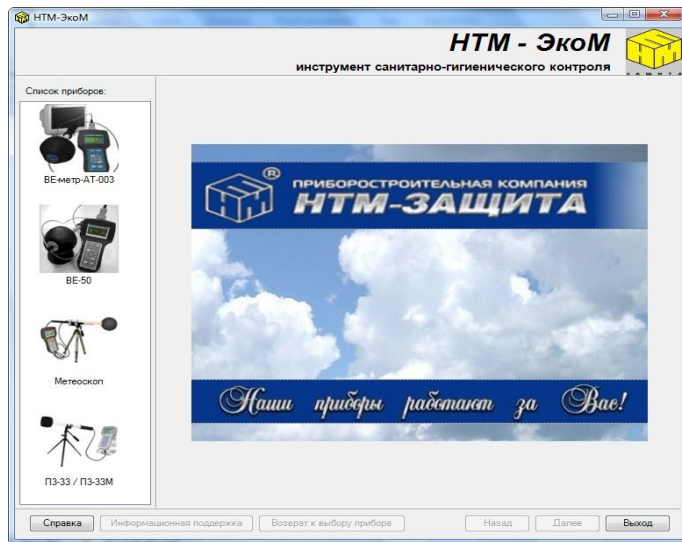 НТМ-ЭкоМ
НТМ - ЭкоМ
инструмент санитарно-гигиенического контроля
ЗАЩИТА
Список приборов:
ВЕ-метр-АТ-003
ВЕ-50
Метеоскоп
П3-33 / П3-33М
ПРИБОРОСТРОИТЕЛЬНАЯ КОМПАНИЯ
НТМ-ЗАЩИТА
Наши приборы работают за Вас!
Справка
Информационная поддержка
Возврат к выбору прибора
Назад
Далее
Выход